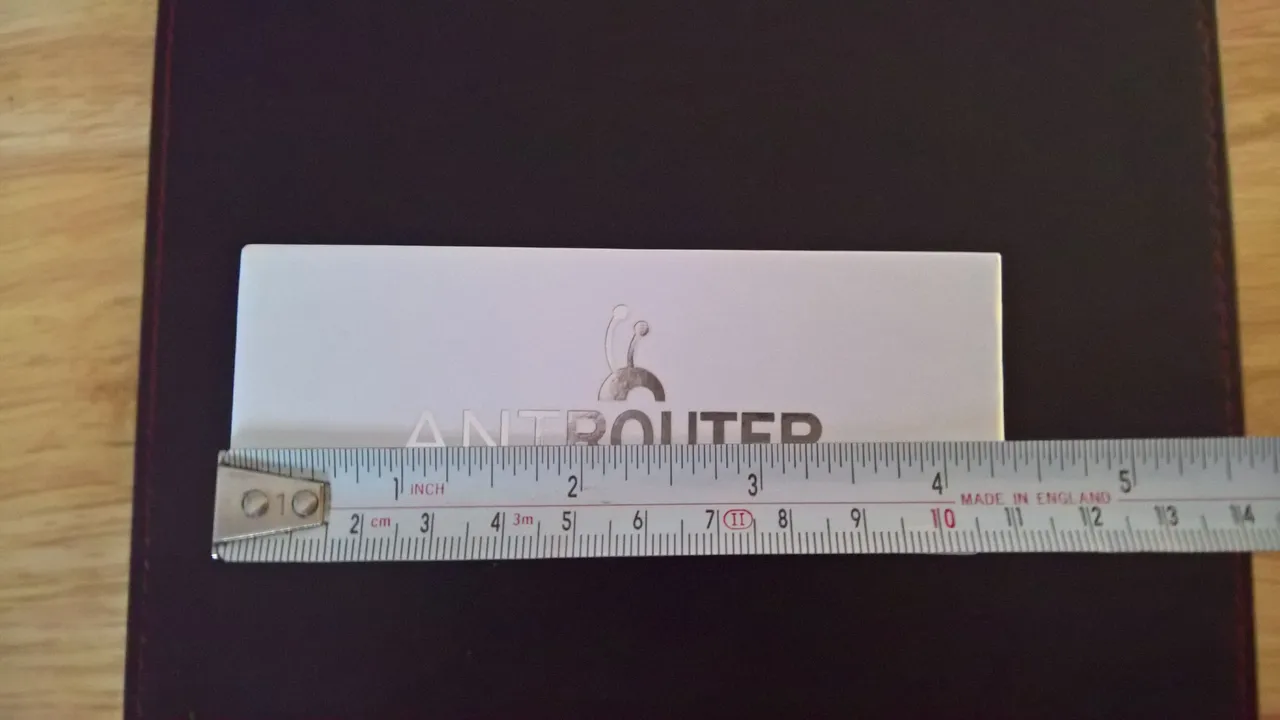 ANTROUTER
1 INCH 2 3 4 MADE IN ENGLAND 5
1 2 cm 3 4 3m 5 6 7 II 8 9 10 11 12 13 14